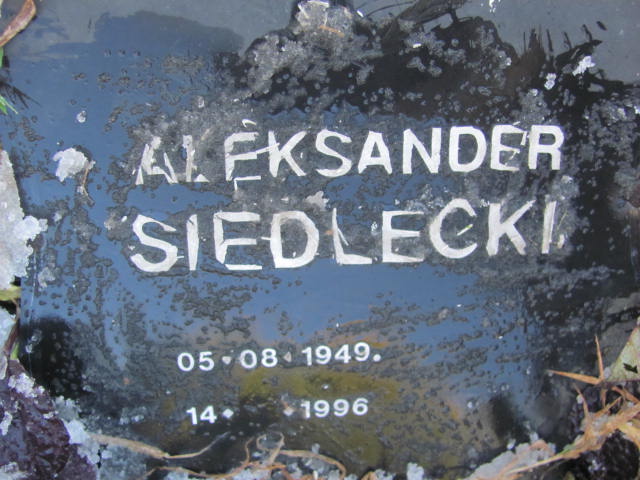 ALEKSANDER
SIEDLECKI
05•08•1949.
14• •1996